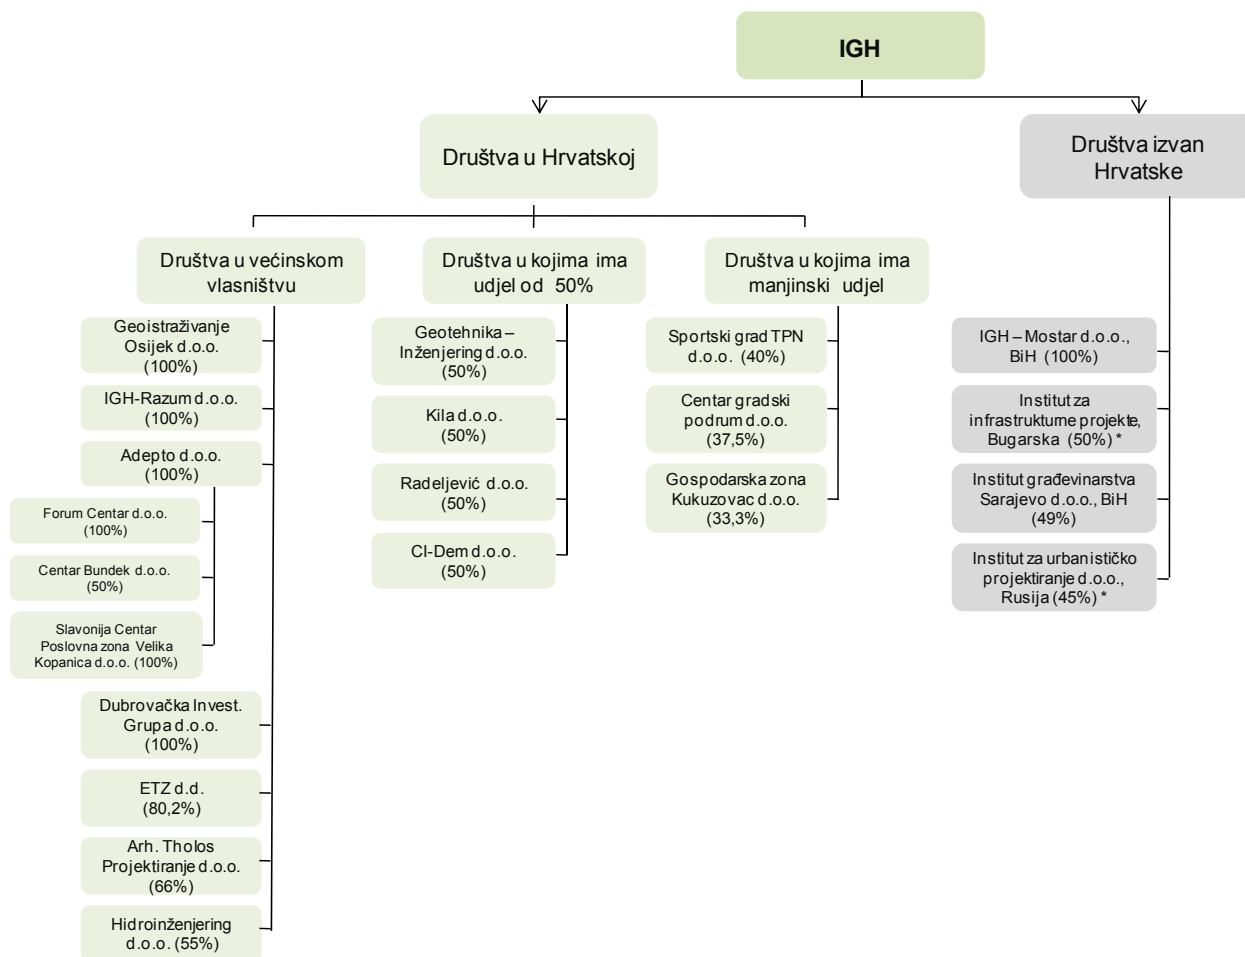 IGH
Društva u Hrvatskoj
Društva izvan
Hrvatske
Društva u većinskom
vlasništvu
Društva u kojima ima
udjel od 50%
Društva u kojima ima
manjinski udjel
Geoistraživanje
Osijek d.o.o.
(100%)
IGH-Razum d.o.o.
(100%)
Adepto d.o.o.
(100%)
Forum Centar d.o.o.
(100%)
Centar Bundek d.o.o.
(50%)
Slavonija Centar
Poslovna zona Velika
Kopanica d.o.o. (100%)
Dubrovačka Invest.
Grupa d.o.o.
(100%)
ETZ d.d.
(80,2%)
Arh. Tholos
Projektiranje d.o.o.
(66%)
Hidroinženjering
d.o.o. (55%)
Geotehnika –
Inženjering d.o.o.
(50%)
Kila d.o.o.
(50%)
Radeljević d.o.o.
(50%)
CI-Dem d.o.o.
(50%)
Sportski grad TPN
d.o.o. (40%)
Centar gradski
podrum d.o.o.
(37,5%)
Gospodarska zona
Kukuzovac d.o.o.
(33,3%)
IGH – Mostar d.o.o.,
BiH (100%)
Institut za
infrastrukturne projekte,
Bugarska (50%) *
Institut građevinarstva
Sarajevo d.o.o., BiH
(49%)
Institut za urbanističko
projektiranje d.o.o.,
Rusija (45%) *